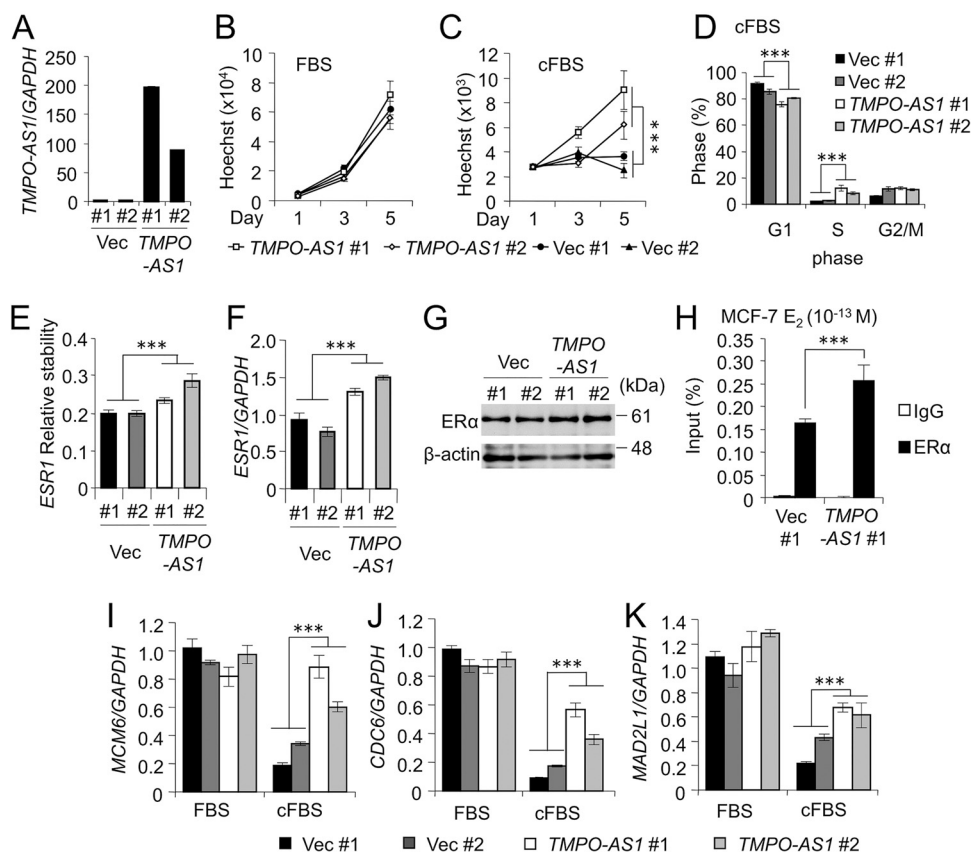 A
TMPO-AS1/GAPDH
250
200
150
100
50
0
#1 #2 #1 #2
Vec TMPO
-AS1
B
FBS
Hoechst (x10⁴)
10
8
6
4
2
0
Day 1 3 5
C
cFBS
Hoechst (x10³)
12
10
8
6
4
2
0
***
Day 1 3 5
TMPO-AS1 #1 TMPO-AS1 #2 Vec #1 Vec #2
D cFBS
Vec #1
Vec #2
TMPO-AS1 #1
TMPO-AS1 #2
Phase (%)
100
80
60
40
20
0
***
***
G1 S G2/M
phase
E
ESR1 Relative stability
0.4
0.3
0.2
0.1
0
***
#1 #2 #1 #2
Vec TMPO
-AS1
F
ESR1/GAPDH
2.0
1.5
1.0
0.5
0
***
#1 #2 #1 #2
Vec TMPO
-AS1
G
Vec TMPO
-AS1
#1 #2 #1 #2 (kDa)
ERα 61
β-actin 48
H
MCF-7 E₂ (10⁻¹³ M)
Input (%)
0.35
0.30
0.25
0.20
0.15
0.10
0.05
0
***
IgG
ERα
Vec
#1
TMPO
-AS1 #1
I
MCM6/GAPDH
1.2
1.0
0.8
0.6
0.4
0.2
0
***
FBS cFBS
J
CDC6/GAPDH
1.2
1.0
0.8
0.6
0.4
0.2
0
***
FBS cFBS
K
MAD2L1/GAPDH
1.4
1.2
1.0
0.8
0.6
0.4
0.2
0
***
FBS cFBS
Vec #1 Vec #2 TMPO-AS1 #1 TMPO-AS1 #2